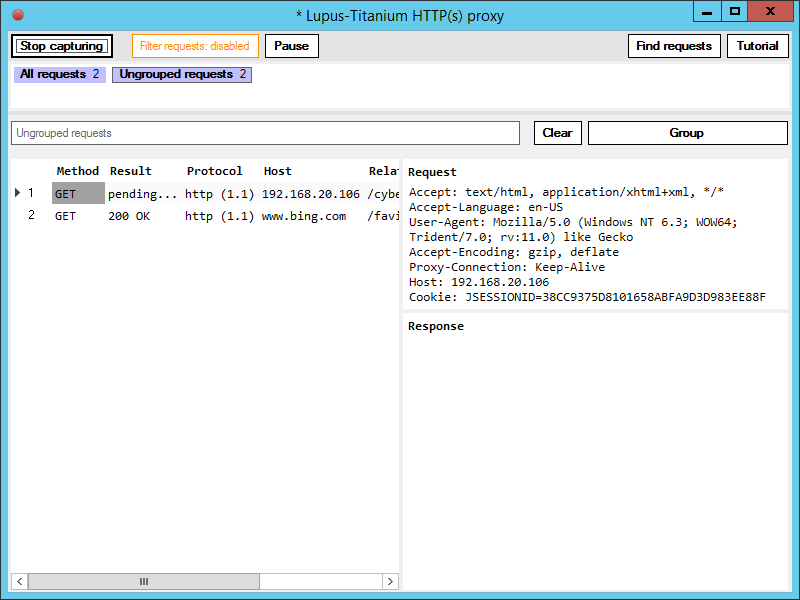 * Lupus-Titanium HTTP(s) proxy
Stop capturing Filter requests: disabled Pause Find requests Tutorial
All requests 2 Ungrouped requests 2
Ungrouped requests Clear Group
Method Result Protocol Host Rela
1 GET pending... http (1.1) 192.168.20.106 /cybe
2 GET 200 OK http (1.1) www.bing.com /favi
Request
Accept: text/html, application/xhtml+xml, */*
Accept-Language: en-US
User-Agent: Mozilla/5.0 (Windows NT 6.3; WOW64;
Trident/7.0; rv:11.0) like Gecko
Accept-Encoding: gzip, deflate
Proxy-Connection: Keep-Alive
Host: 192.168.20.106
Cookie: JSESSIONID=38CC9375D8101658ABFA9D3D983EE88F
Response